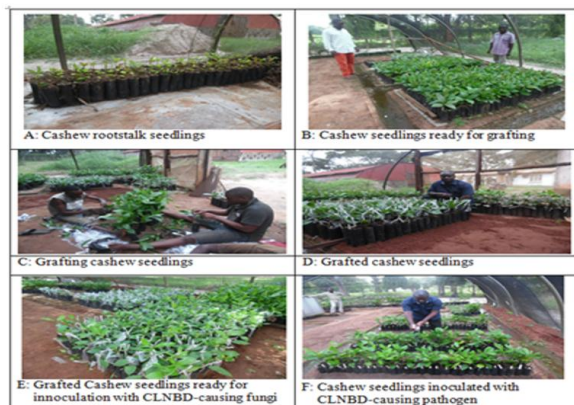 A: Cashew rootstalk seedlings
B: Cashew seedlings ready for grafting
C: Grafting cashew seedlings
D: Grafted cashew seedlings
E: Grafted Cashew seedlings ready for
innoculation with CLNBD-causing fungi
F: Cashew seedlings inoculated with
CLNBD-causing pathogen